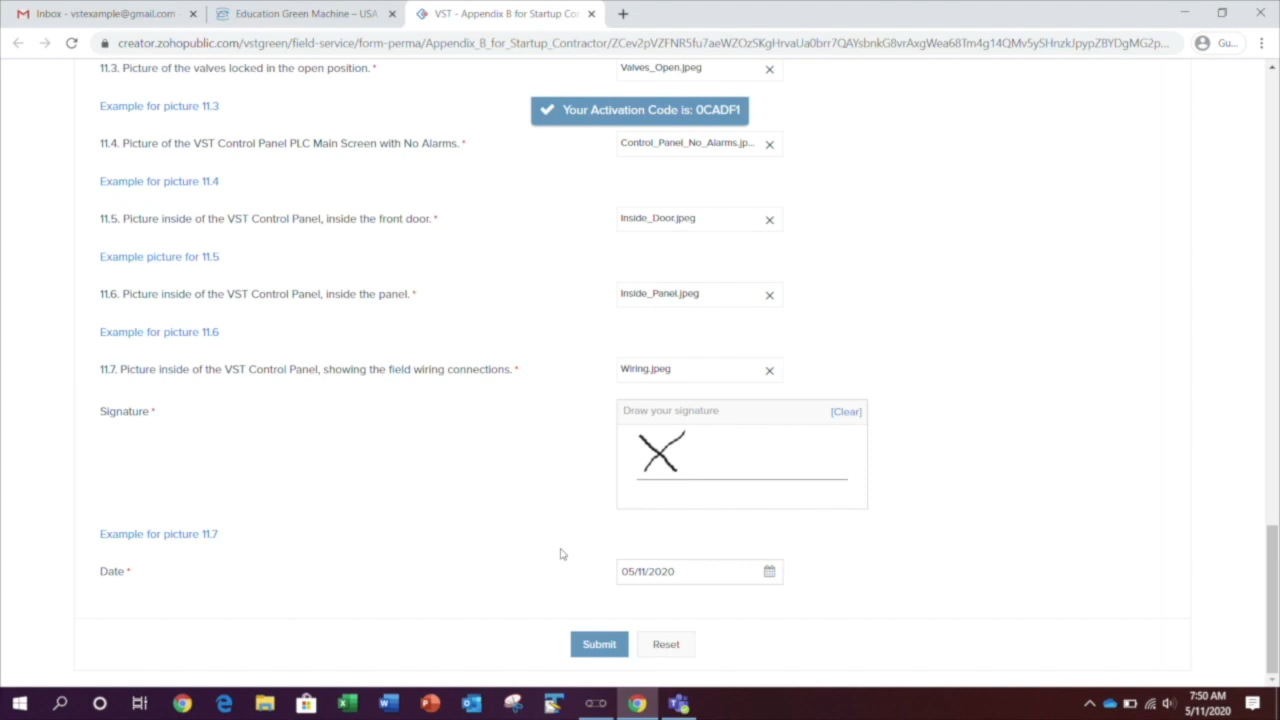 Inbox - vstexample@gmail.com
Education Green Machine – USA
VST - Appendix B for Startup Co
creator.zohopublic.com/vstgreen/field-service/form-perma/Appendix_B_for_Startup_Contractor/ZCev2pVZFNR5fu7aeWZOzSKgHrvaUa0brr7QAYsbnkG8vrAxgWea68Tm4g14QMv5ySHnzkJpypZBYDgMG2p...
Gu...
11.3. Picture of the valves locked in the open position. *
Valves_Open.jpeg
Example for picture 11.3
Your Activation Code is: 0CADF1
11.4. Picture of the VST Control Panel PLC Main Screen with No Alarms. *
Control_Panel_No_Alarms.jp...
Example for picture 11.4
11.5. Picture inside of the VST Control Panel, inside the front door. *
Inside_Door.jpeg
Example picture for 11.5
11.6. Picture inside of the VST Control Panel, inside the panel. *
Inside_Panel.jpeg
Example for picture 11.6
11.7. Picture inside of the VST Control Panel, showing the field wiring connections. *
Wiring.jpeg
Signature *
Draw your signature
[Clear]
X
Example for picture 11.7
Date *
05/11/2020
Submit
Reset
7:50 AM
5/11/2020